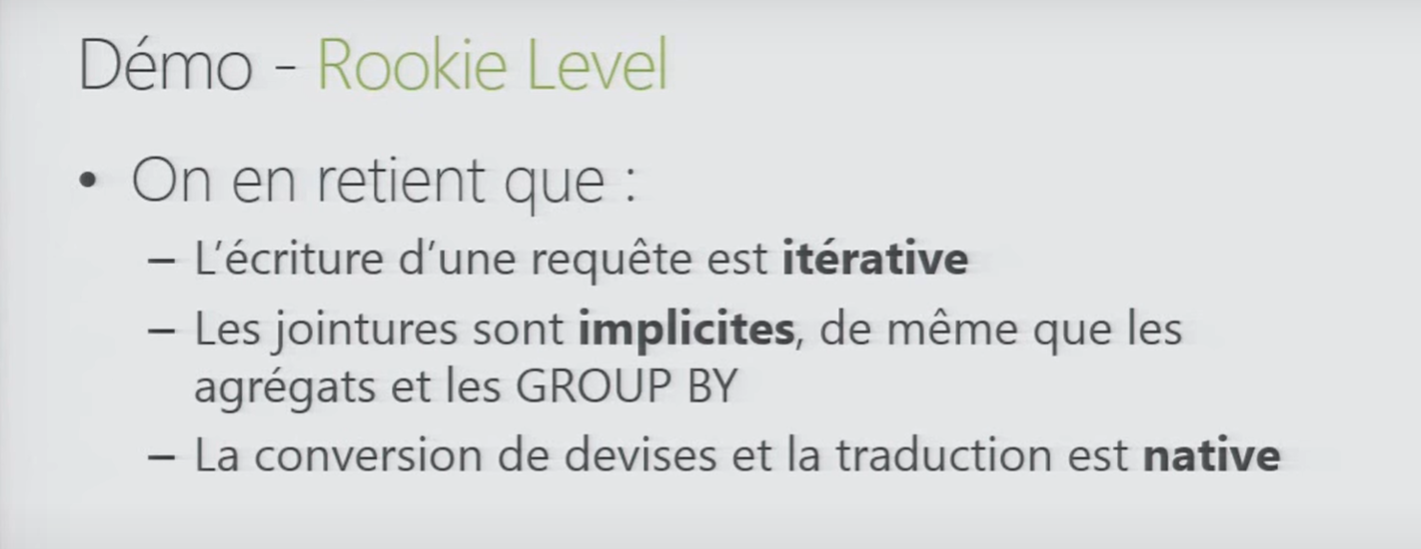 Démo - Rookie Level
• On en retient que :
– L'écriture d'une requête est itérative
– Les jointures sont implicites, de même que les
agrégats et les GROUP BY
– La conversion de devises et la traduction est native